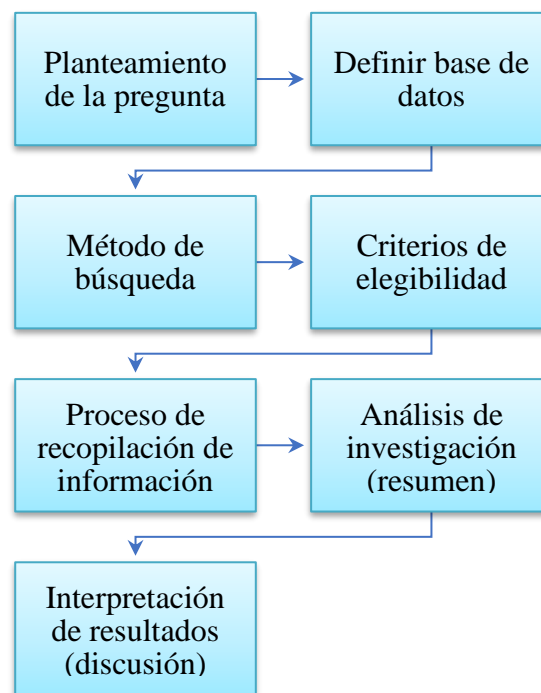 Planteamiento
de la pregunta
Definir base de
datos
Método de
búsqueda
Criterios de
elegibilidad
Proceso de
recopilación de
información
Análisis de
investigación
(resumen)
Interpretación
de resultados
(discusión)